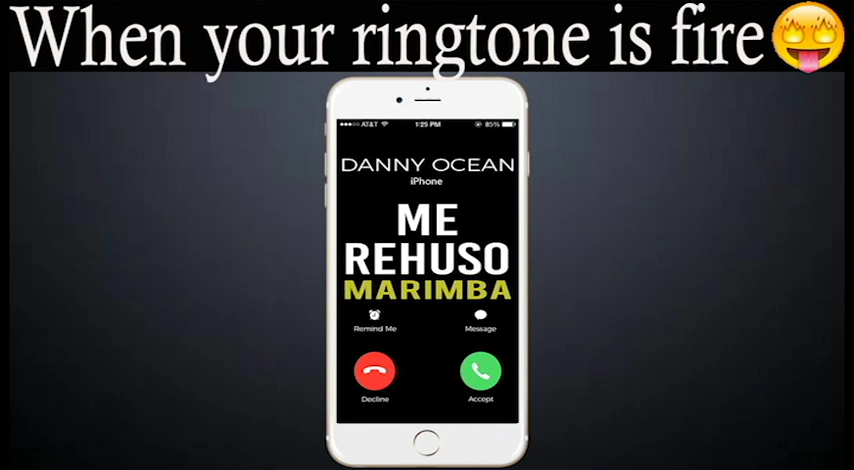 When your ringtone is fire
AT&T 1:25 PM 85%
DANNY OCEAN
iPhone
ME
REHUSO
MARIMBA
Remind Me Message
Decline Accept